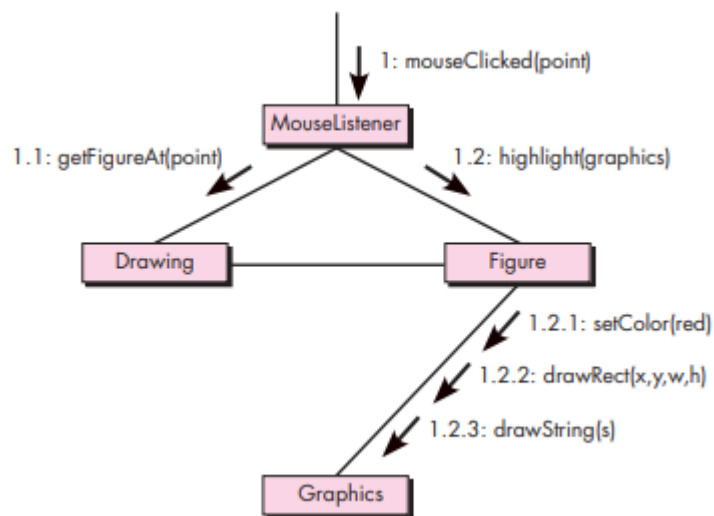 1: mouseClicked(point)
MouseListener
1.1: getFigureAt(point)
1.2: highlight(graphics)
Drawing
Figure
1.2.1: setColor(red)
1.2.2: drawRect(x,y,w,h)
1.2.3: drawString(s)
Graphics